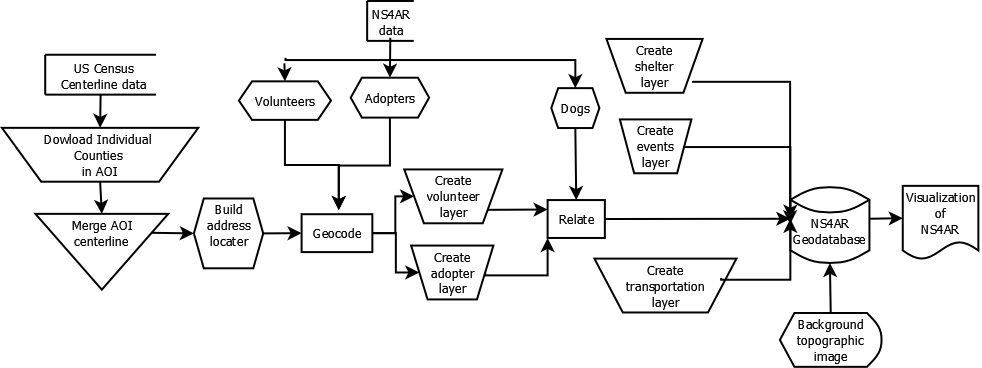 NS4AR
data
US Census
Centerline data
Volunteers
Adopters
Dogs
Create
shelter
layer
Create
events
layer
Dowload Individual
Counties
in AOI
Merge AOI
centerline
Build
address
locater
Geocode
Create
volunteer
layer
Create
adopter
layer
Relate
Create
transportation
layer
NS4AR
Geodatabase
Visualization
of
NS4AR
Background
topographic
image